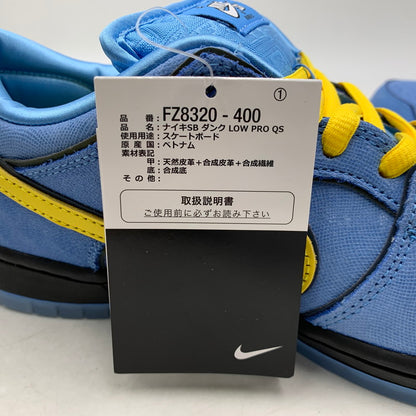 ①
品　　番： FZ8320 - 400
品　　名： ナイキSB ダンク LOW PRO QS
使用用途： スケートボード
原 産 国： ベトナム
素材表記：
甲： 天然皮革＋合成皮革＋合成繊維
底： 合成底
その他：
取扱説明書
ご使用前に必ずお読み下さい。